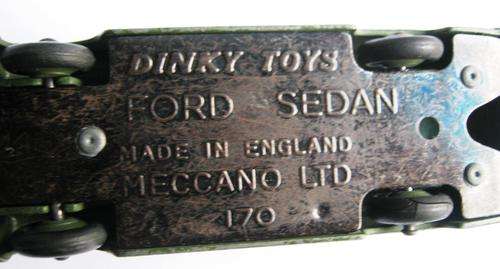 DINKY TOYS
FORD SEDAN
MADE IN ENGLAND
MECCANO LTD
170